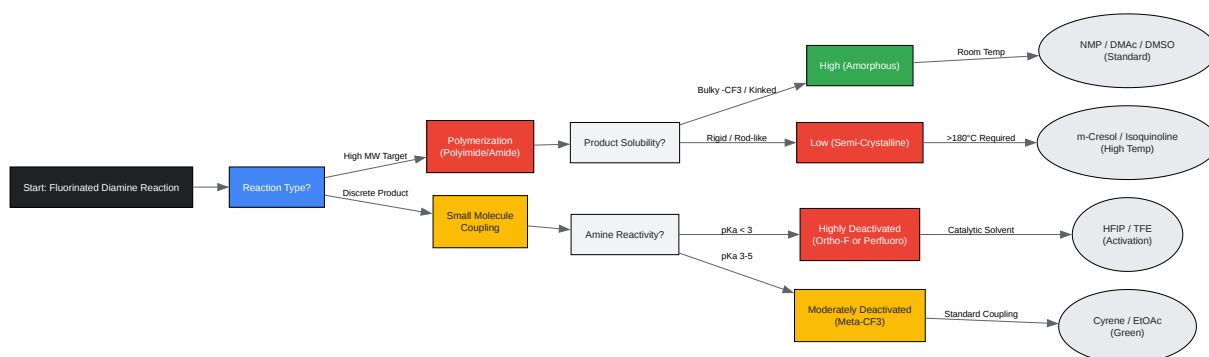 Start: Fluorinated Diamine Reaction
Reaction Type?
High MW Target
Discrete Product
Polymerization
(Polyimide/Amide)
Small Molecule
Coupling
Product Solubility?
Amine Reactivity?
Bulky -CF3 / Kinked
Rigid / Rod-like
pKa < 3
pKa 3-5
High (Amorphous)
Low (Semi-Crystalline)
Highly Deactivated
(Ortho-F or Perfluoro)
Moderately Deactivated
(Meta-CF3)
Room Temp
>180°C Required
Catalytic Solvent
Standard Coupling
NMP / DMAc / DMSO
(Standard)
m-Cresol / Isoquinoline
(High Temp)
HFIP / TFE
(Activation)
Cyrene / EtOAc
(Green)